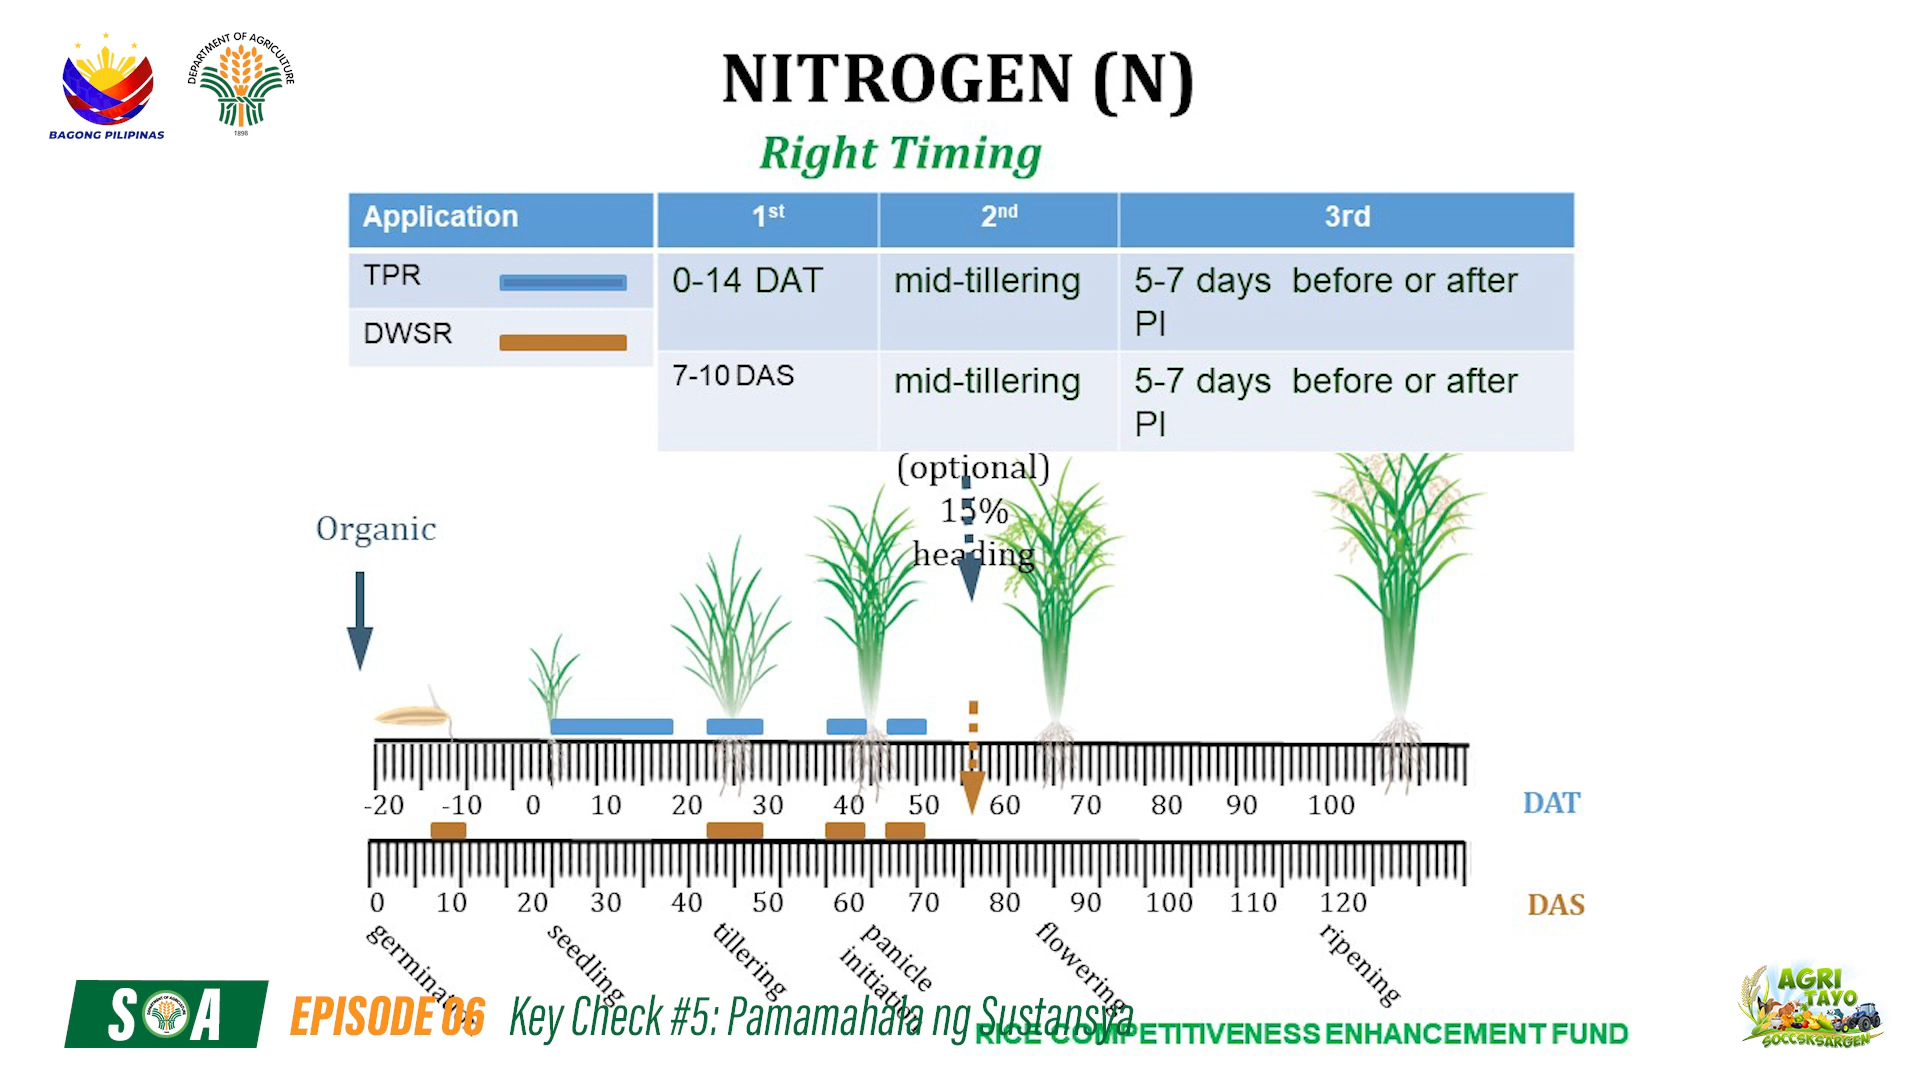 BAGONG PILIPINAS
DEPARTMENT OF AGRICULTURE
1898
NITROGEN (N)
Right Timing
Application 1st 2nd 3rd
TPR 0-14 DAT mid-tillering 5-7 days before or after PI
DWSR 7-10 DAS mid-tillering 5-7 days before or after PI
(optional)
15%
heading
Organic
-20 -10 0 10 20 30 40 50 60 70 80 90 100
DAT
0 10 20 30 40 50 60 70 80 90 100 110 120
DAS
germination
seedling
tillering
panicle
initiation
flowering
ripening
S A
EPISODE 06 Key Check #5: Pamamahala ng Sustansya
RICE COMPETITIVENESS ENHANCEMENT FUND
AGRI
TAYO
SOCCSKSARGEN